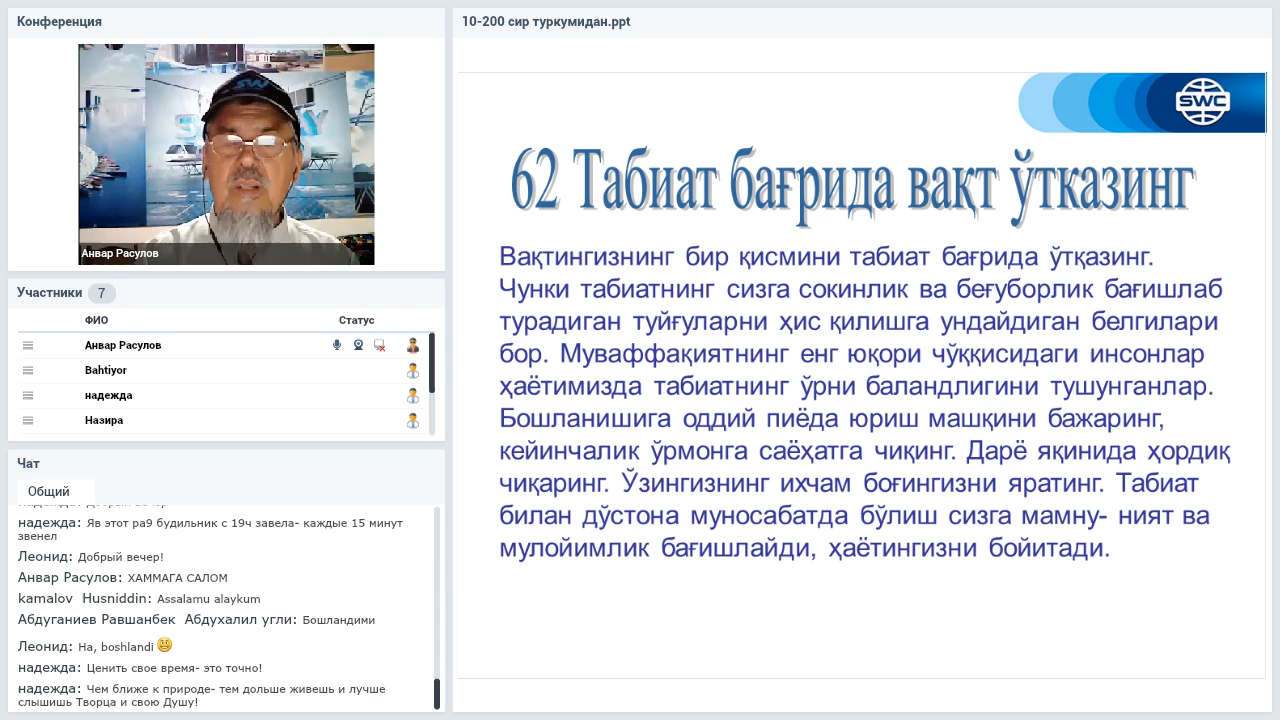 Конференция
SW
Анвар Расулов
Участники 7
ФИО Статус
Анвар Расулов
Bahtiyor
надежда
Назира
Чат
Общий
надежда: Яв этот ра9 будильник с 19ч завела- каждые 15 минут
звенел
Леонид: Добрый вечер!
Анвар Расулов: ХАММАГА САЛОМ
kamalov Husniddin: Assalamu alaykum
Абдуганиев Равшанбек Абдухалил угли: Бошландими
Леонид: Ha, boshlandi
надежда: Ценить свое время- это точно!
надежда: Чем ближе к природе- тем дольше живешь и лучше
слышишь Творца и свою Душу!
10-200 сир туркумидан.ppt
SWC
62 Табиат бағрида вақт ўтказинг
Вақтингизнинг бир қисмини табиат бағрида ўтқазинг.
Чунки табиатнинг сизга сокинлик ва беғуборлик бағишлаб
турадиган туйғуларни ҳис қилишга ундайдиган белгилари
бор. Муваффақиятнинг енг юқори чўққисидаги инсонлар
ҳаётимизда табиатнинг ўрни баландлигини тушунганлар.
Бошланишига оддий пиёда юриш машқини бажаринг,
кейинчалик ўрмонга саёҳатга чиқинг. Дарё яқинида ҳордиқ
чиқаринг. Ўзингизнинг ихчам боғингизни яратинг. Табиат
билан дўстона муносабатда бўлиш сизга мамну- ният ва
мулойимлик бағишлайди, ҳаётингизни бойитади.